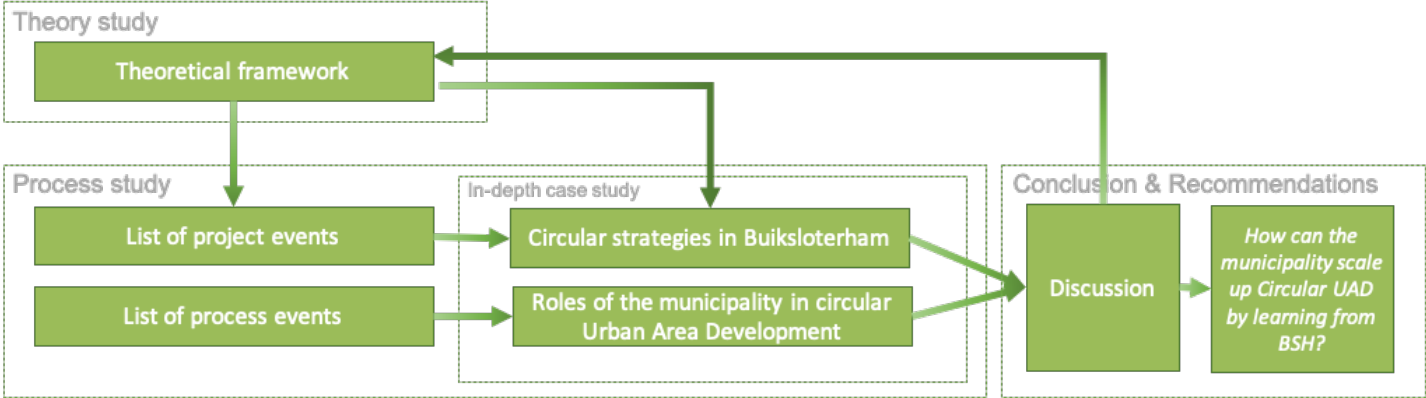 Theory study
Theoretical framework
Process study
In-depth case study
List of project events
Circular strategies in Buiksloterham
List of process events
Roles of the municipality in circular
Urban Area Development
Conclusion & Recommendations
Discussion
How can the
municipality scale
up Circular UAD
by learning from
BSH?